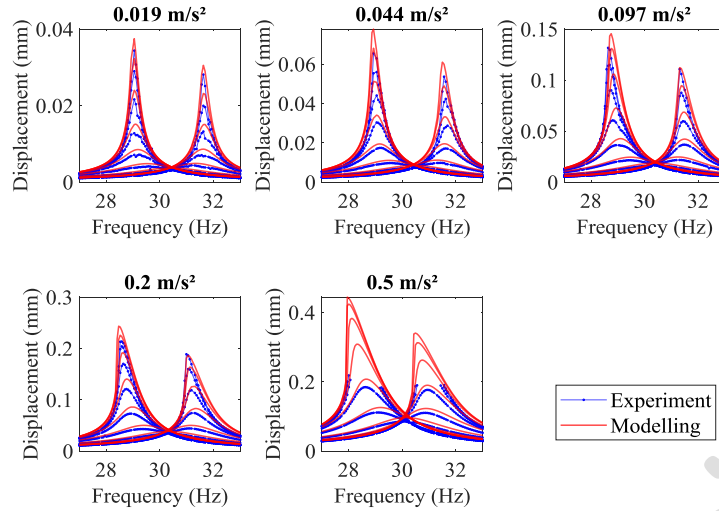 0.019 m/s²
0.044 m/s²
0.097 m/s²
Displacement (mm)
0.04
0.02
0
28
30
32
Frequency (Hz)
Displacement (mm)
0.06
0.04
0.02
0
28
30
32
Frequency (Hz)
Displacement (mm)
0.15
0.1
0.05
0
28
30
32
Frequency (Hz)
0.2 m/s²
0.5 m/s²
Displacement (mm)
0.3
0.2
0.1
0
28
30
32
Frequency (Hz)
Displacement (mm)
0.4
0.2
0
28
30
32
Frequency (Hz)
Experiment
Modelling